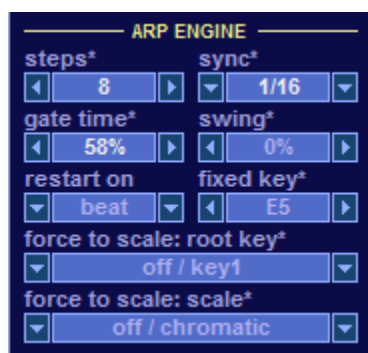 ARP ENGINE
steps* sync*
8 1/16
gate time* swing*
58% 0%
restart on fixed key*
beat E5
force to scale: root key*
off / key1
force to scale: scale*
off / chromatic